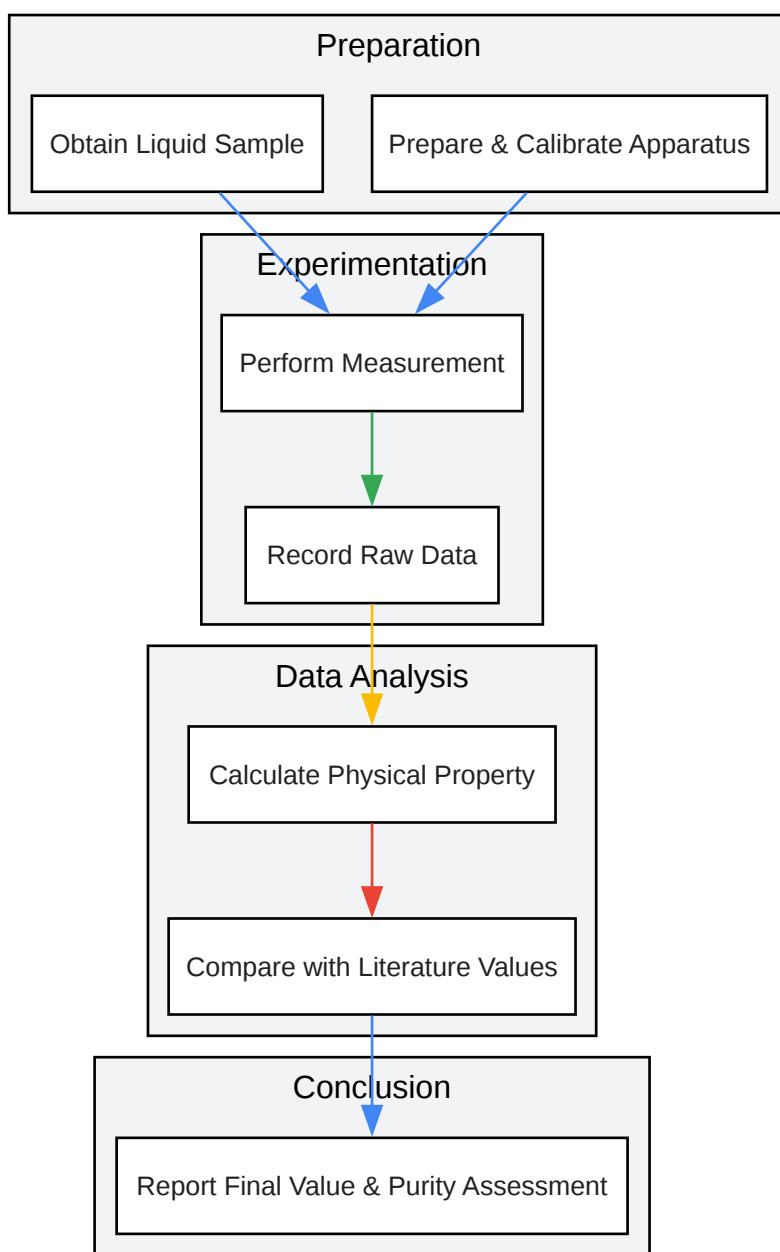 Preparation
Obtain Liquid Sample
Prepare & Calibrate Apparatus
Experimentation
Perform Measurement
Record Raw Data
Data Analysis
Calculate Physical Property
Compare with Literature Values
Conclusion
Report Final Value & Purity Assessment